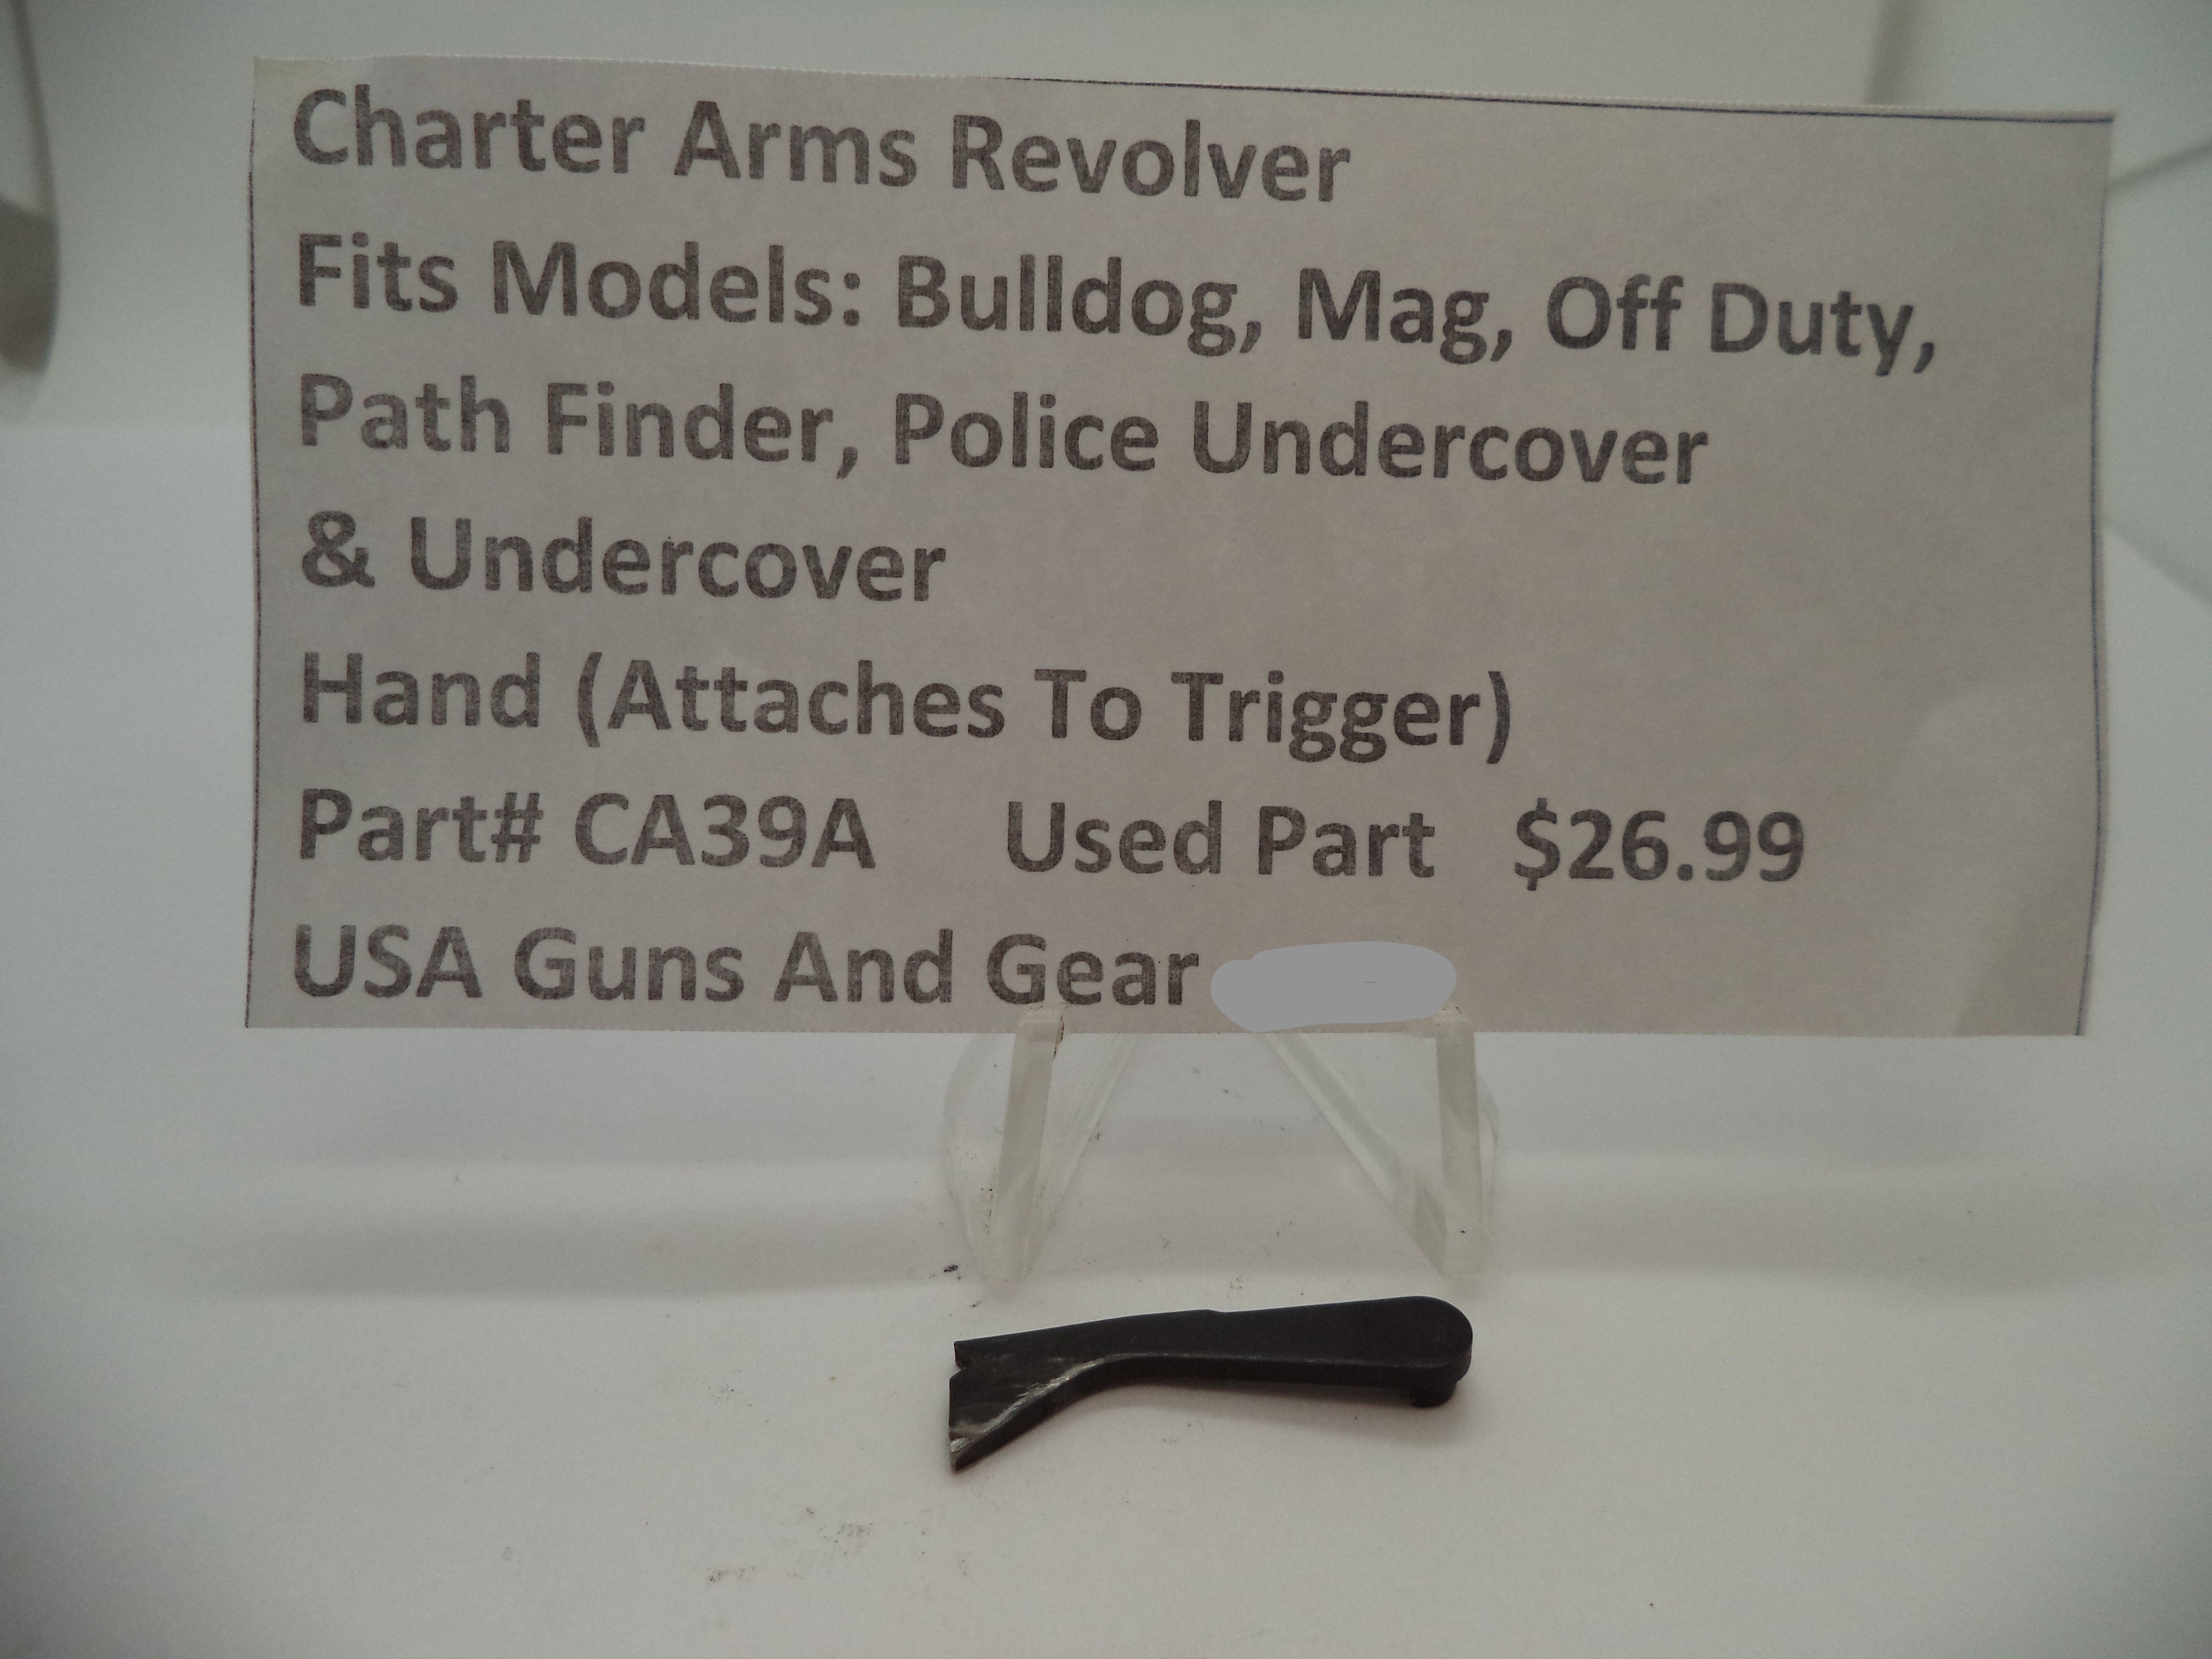 Charter Arms Revolver
Fits Models: Bulldog, Mag, Off Duty,
Path Finder, Police Undercover
& Undercover
Hand (Attaches To Trigger)
Part# CA39A Used Part $26.99
USA Guns And Gear